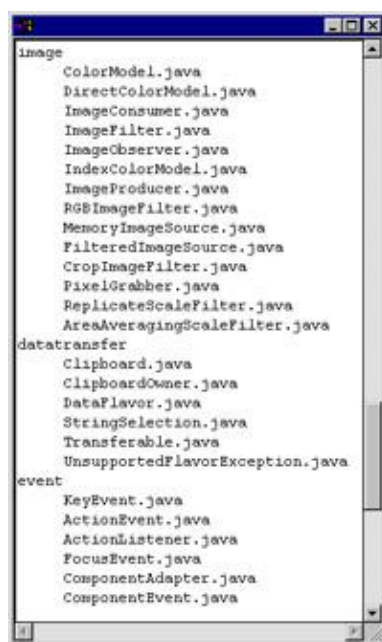 image
ColorModel.java
DirectColorModel.java
ImageConsumer.java
ImageFilter.java
ImageObserver.java
IndexColorModel.java
ImageProducer.java
RGBImageFilter.java
MemoryImageSource.java
FilteredImageSource.java
CropImageFilter.java
PixelGrabber.java
ReplicateScaleFilter.java
AreaAveragingScaleFilter.java
datatransfer
Clipboard.java
ClipboardOwner.java
DataFlavor.java
StringSelection.java
Transferable.java
UnsupportedFlavorException.java
event
KeyEvent.java
ActionEvent.java
ActionListener.java
FocusEvent.java
ComponentAdapter.java
ComponentEvent.java